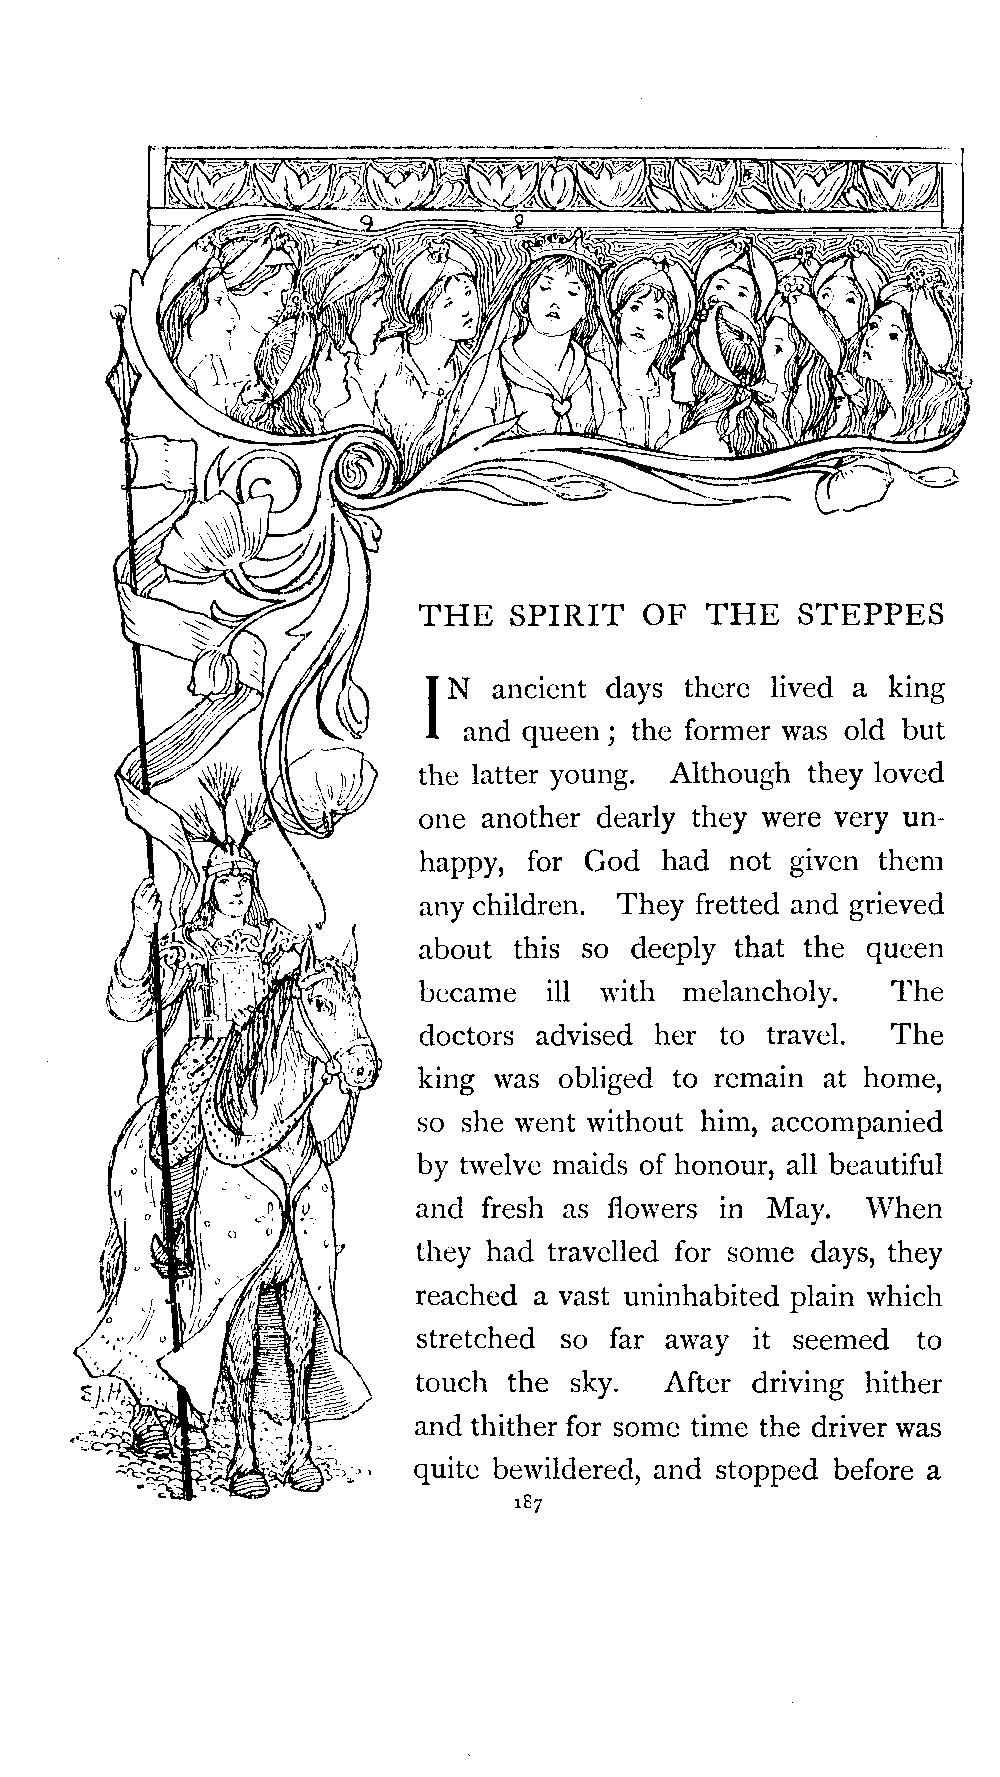 THE SPIRIT OF THE STEPPES
IN ancient days there lived a king
and queen; the former was old but
the latter young. Although they loved
one another dearly they were very un-
happy, for God had not given them
any children. They fretted and grieved
about this so deeply that the queen
became ill with melancholy. The
doctors advised her to travel. The
king was obliged to remain at home,
so she went without him, accompanied
by twelve maids of honour, all beautiful
and fresh as flowers in May. When
they had travelled for some days, they
reached a vast uninhabited plain which
stretched so far away it seemed to
touch the sky. After driving hither
and thither for some time the driver was
quite bewildered, and stopped before a
187